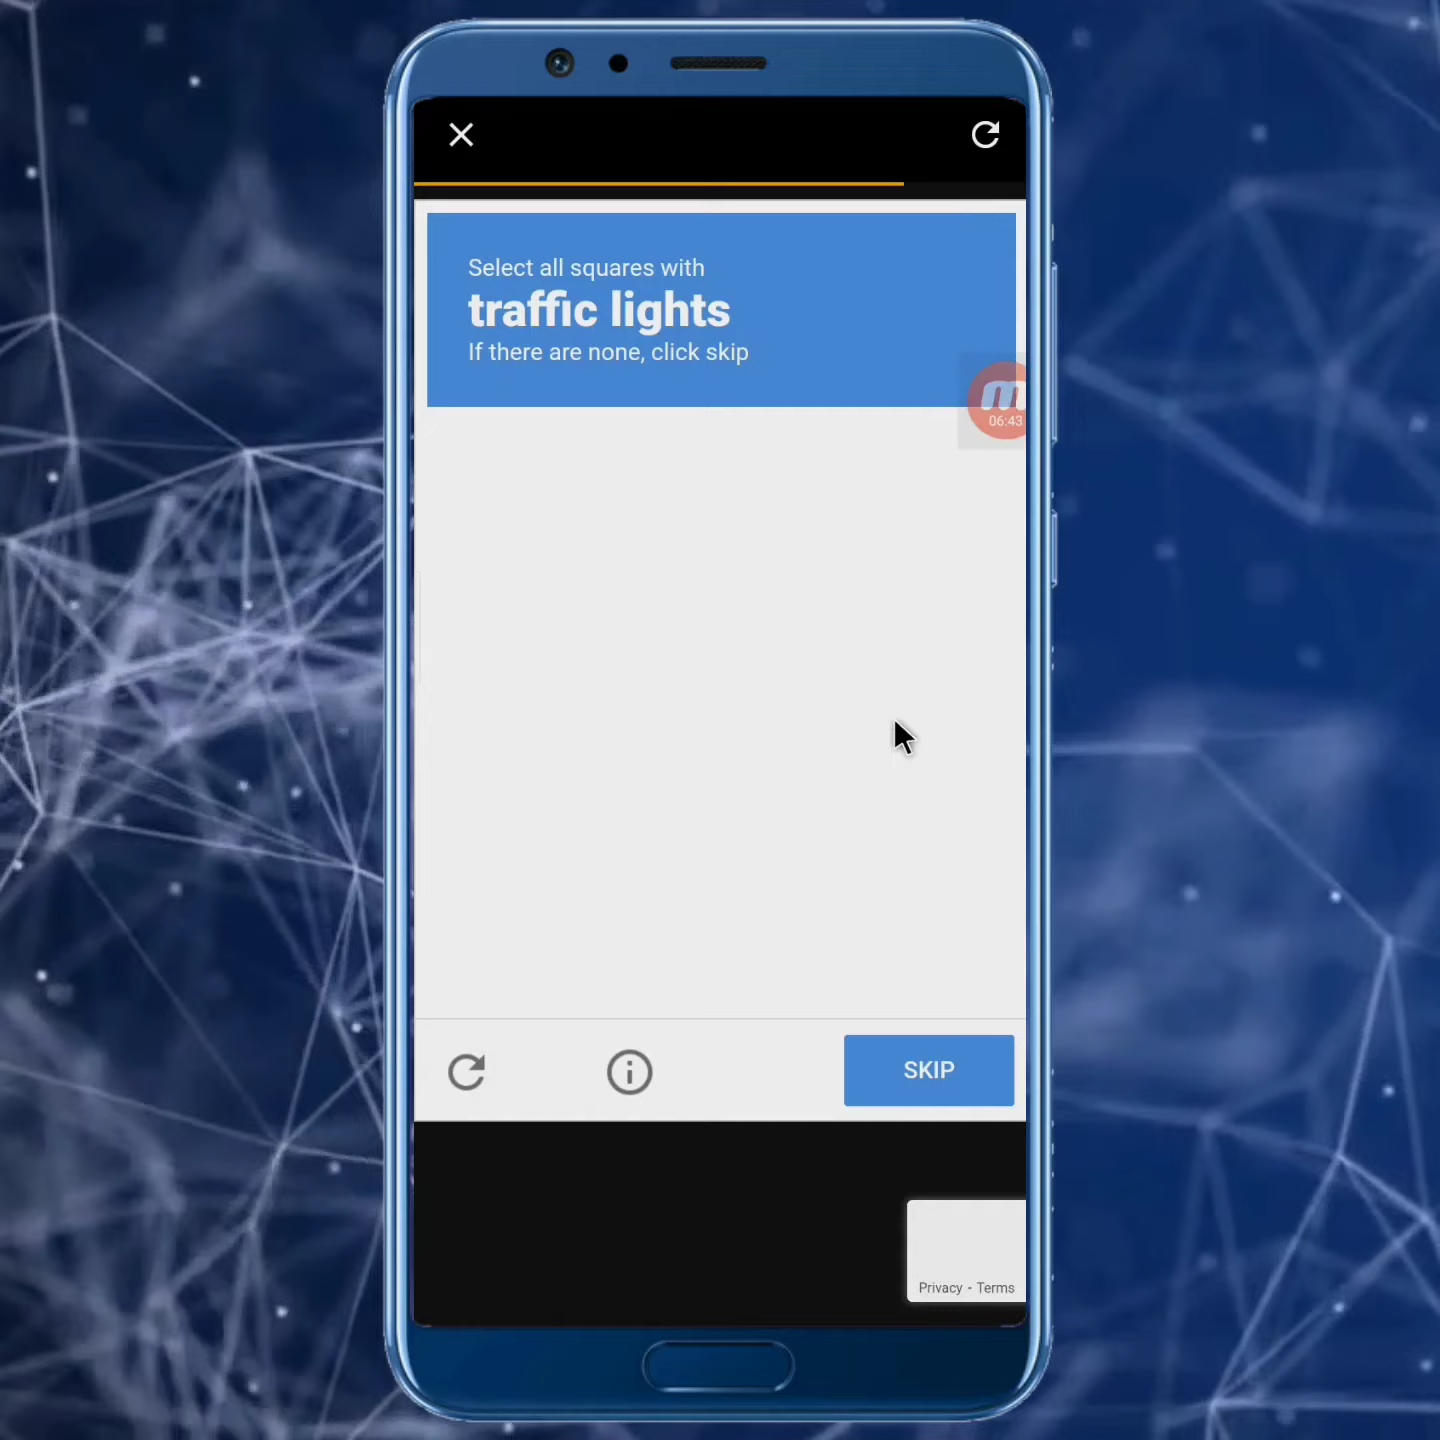 Select all squares with
traffic lights
If there are none, click skip
m
06:43
SKIP
Privacy - Terms